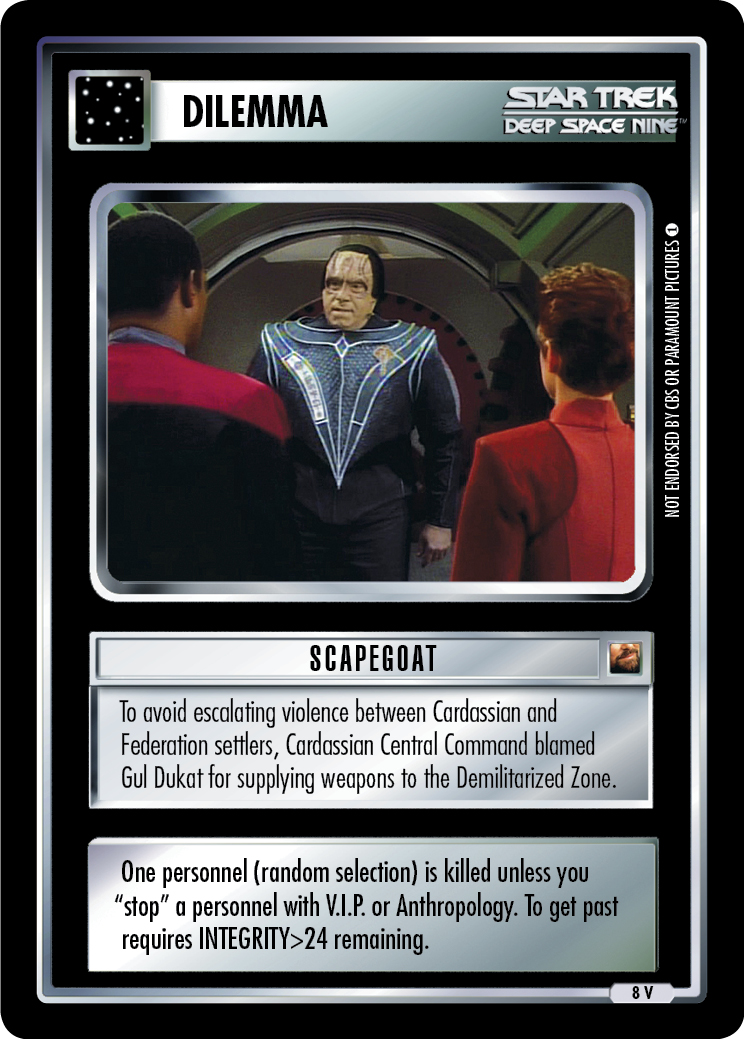 DILEMMA
STAR TREK
DEEP SPACE NINE™
NOT ENDORSED BY CBS OR PARAMOUNT PICTURES 1
SCAPEGOAT
To avoid escalating violence between Cardassian and
Federation settlers, Cardassian Central Command blamed
Gul Dukat for supplying weapons to the Demilitarized Zone.
One personnel (random selection) is killed unless you
“stop” a personnel with V.I.P. or Anthropology. To get past
requires INTEGRITY>24 remaining.
8 V